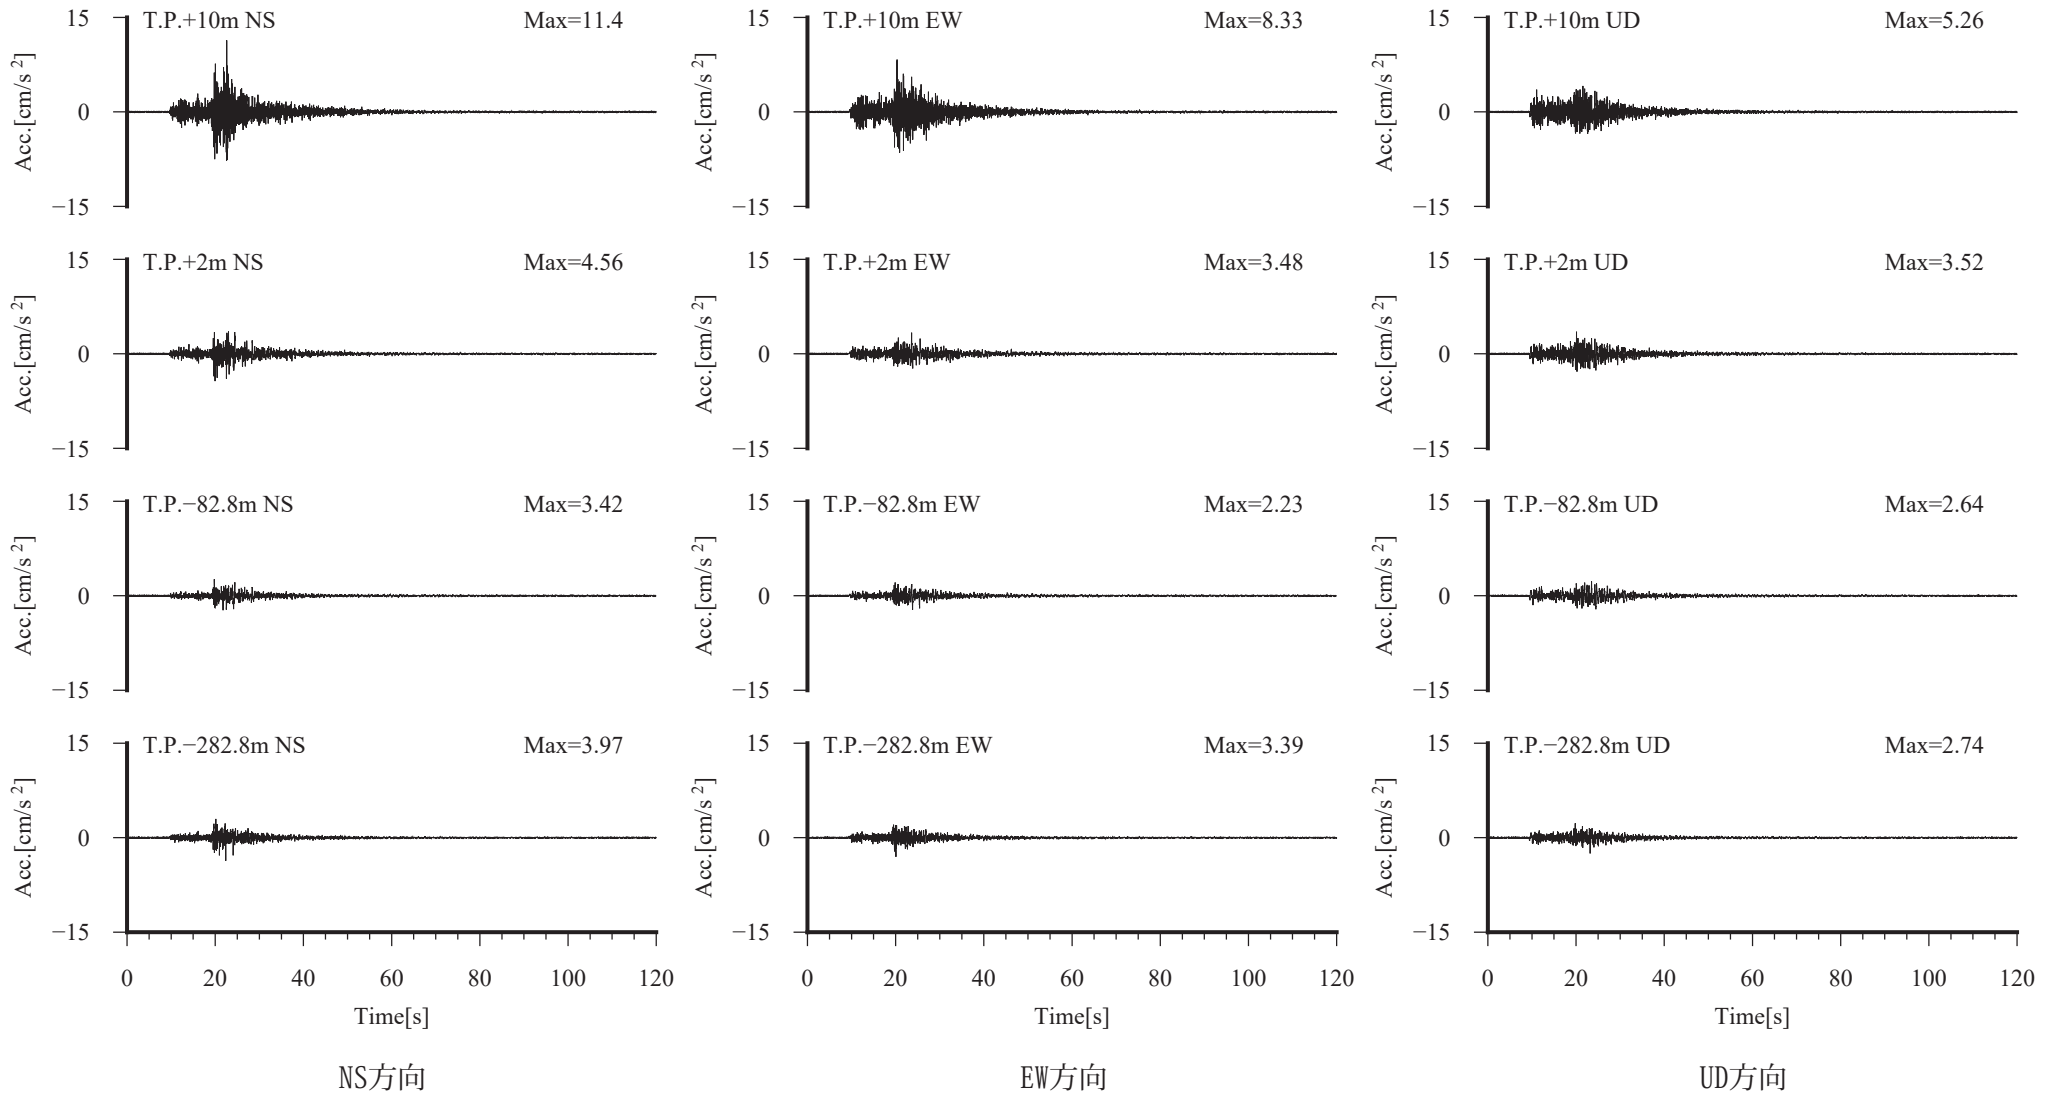 T.P.+10m NS Max=11.4
15
0
−15
Acc.[cm/s²]
T.P.+10m EW Max=8.33
15
0
−15
Acc.[cm/s²]
T.P.+10m UD Max=5.26
15
0
−15
Acc.[cm/s²]
T.P.+2m NS Max=4.56
15
0
−15
Acc.[cm/s²]
T.P.+2m EW Max=3.48
15
0
−15
Acc.[cm/s²]
T.P.+2m UD Max=3.52
15
0
−15
Acc.[cm/s²]
T.P.−82.8m NS Max=3.42
15
0
−15
Acc.[cm/s²]
T.P.−82.8m EW Max=2.23
15
0
−15
Acc.[cm/s²]
T.P.−82.8m UD Max=2.64
15
0
−15
Acc.[cm/s²]
T.P.−282.8m NS Max=3.97
15
0
−15
Acc.[cm/s²]
0 20 40 60 80 100 120
Time[s]
NS方向
T.P.−282.8m EW Max=3.39
15
0
−15
Acc.[cm/s²]
0 20 40 60 80 100 120
Time[s]
EW方向
T.P.−282.8m UD Max=2.74
15
0
−15
Acc.[cm/s²]
0 20 40 60 80 100 120
Time[s]
UD方向